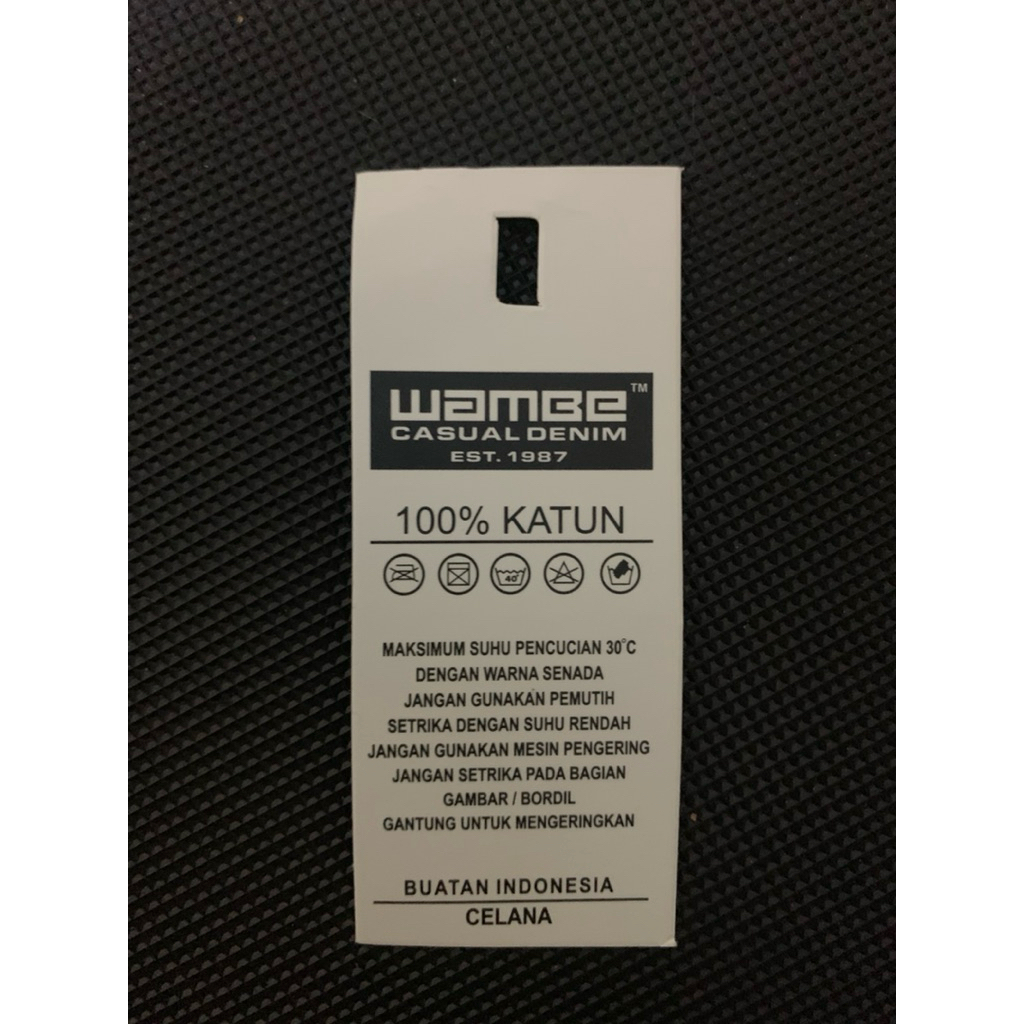 WAMBE™
CASUAL DENIM
EST. 1987
100% KATUN
40°
MAKSIMUM SUHU PENCUCIAN 30°C
DENGAN WARNA SENADA
JANGAN GUNAKAN PEMUTIH
SETRIKA DENGAN SUHU RENDAH
JANGAN GUNAKAN MESIN PENGERING
JANGAN SETRIKA PADA BAGIAN
GAMBAR / BORDIL
GANTUNG UNTUK MENGERINGKAN
BUATAN INDONESIA
CELANA